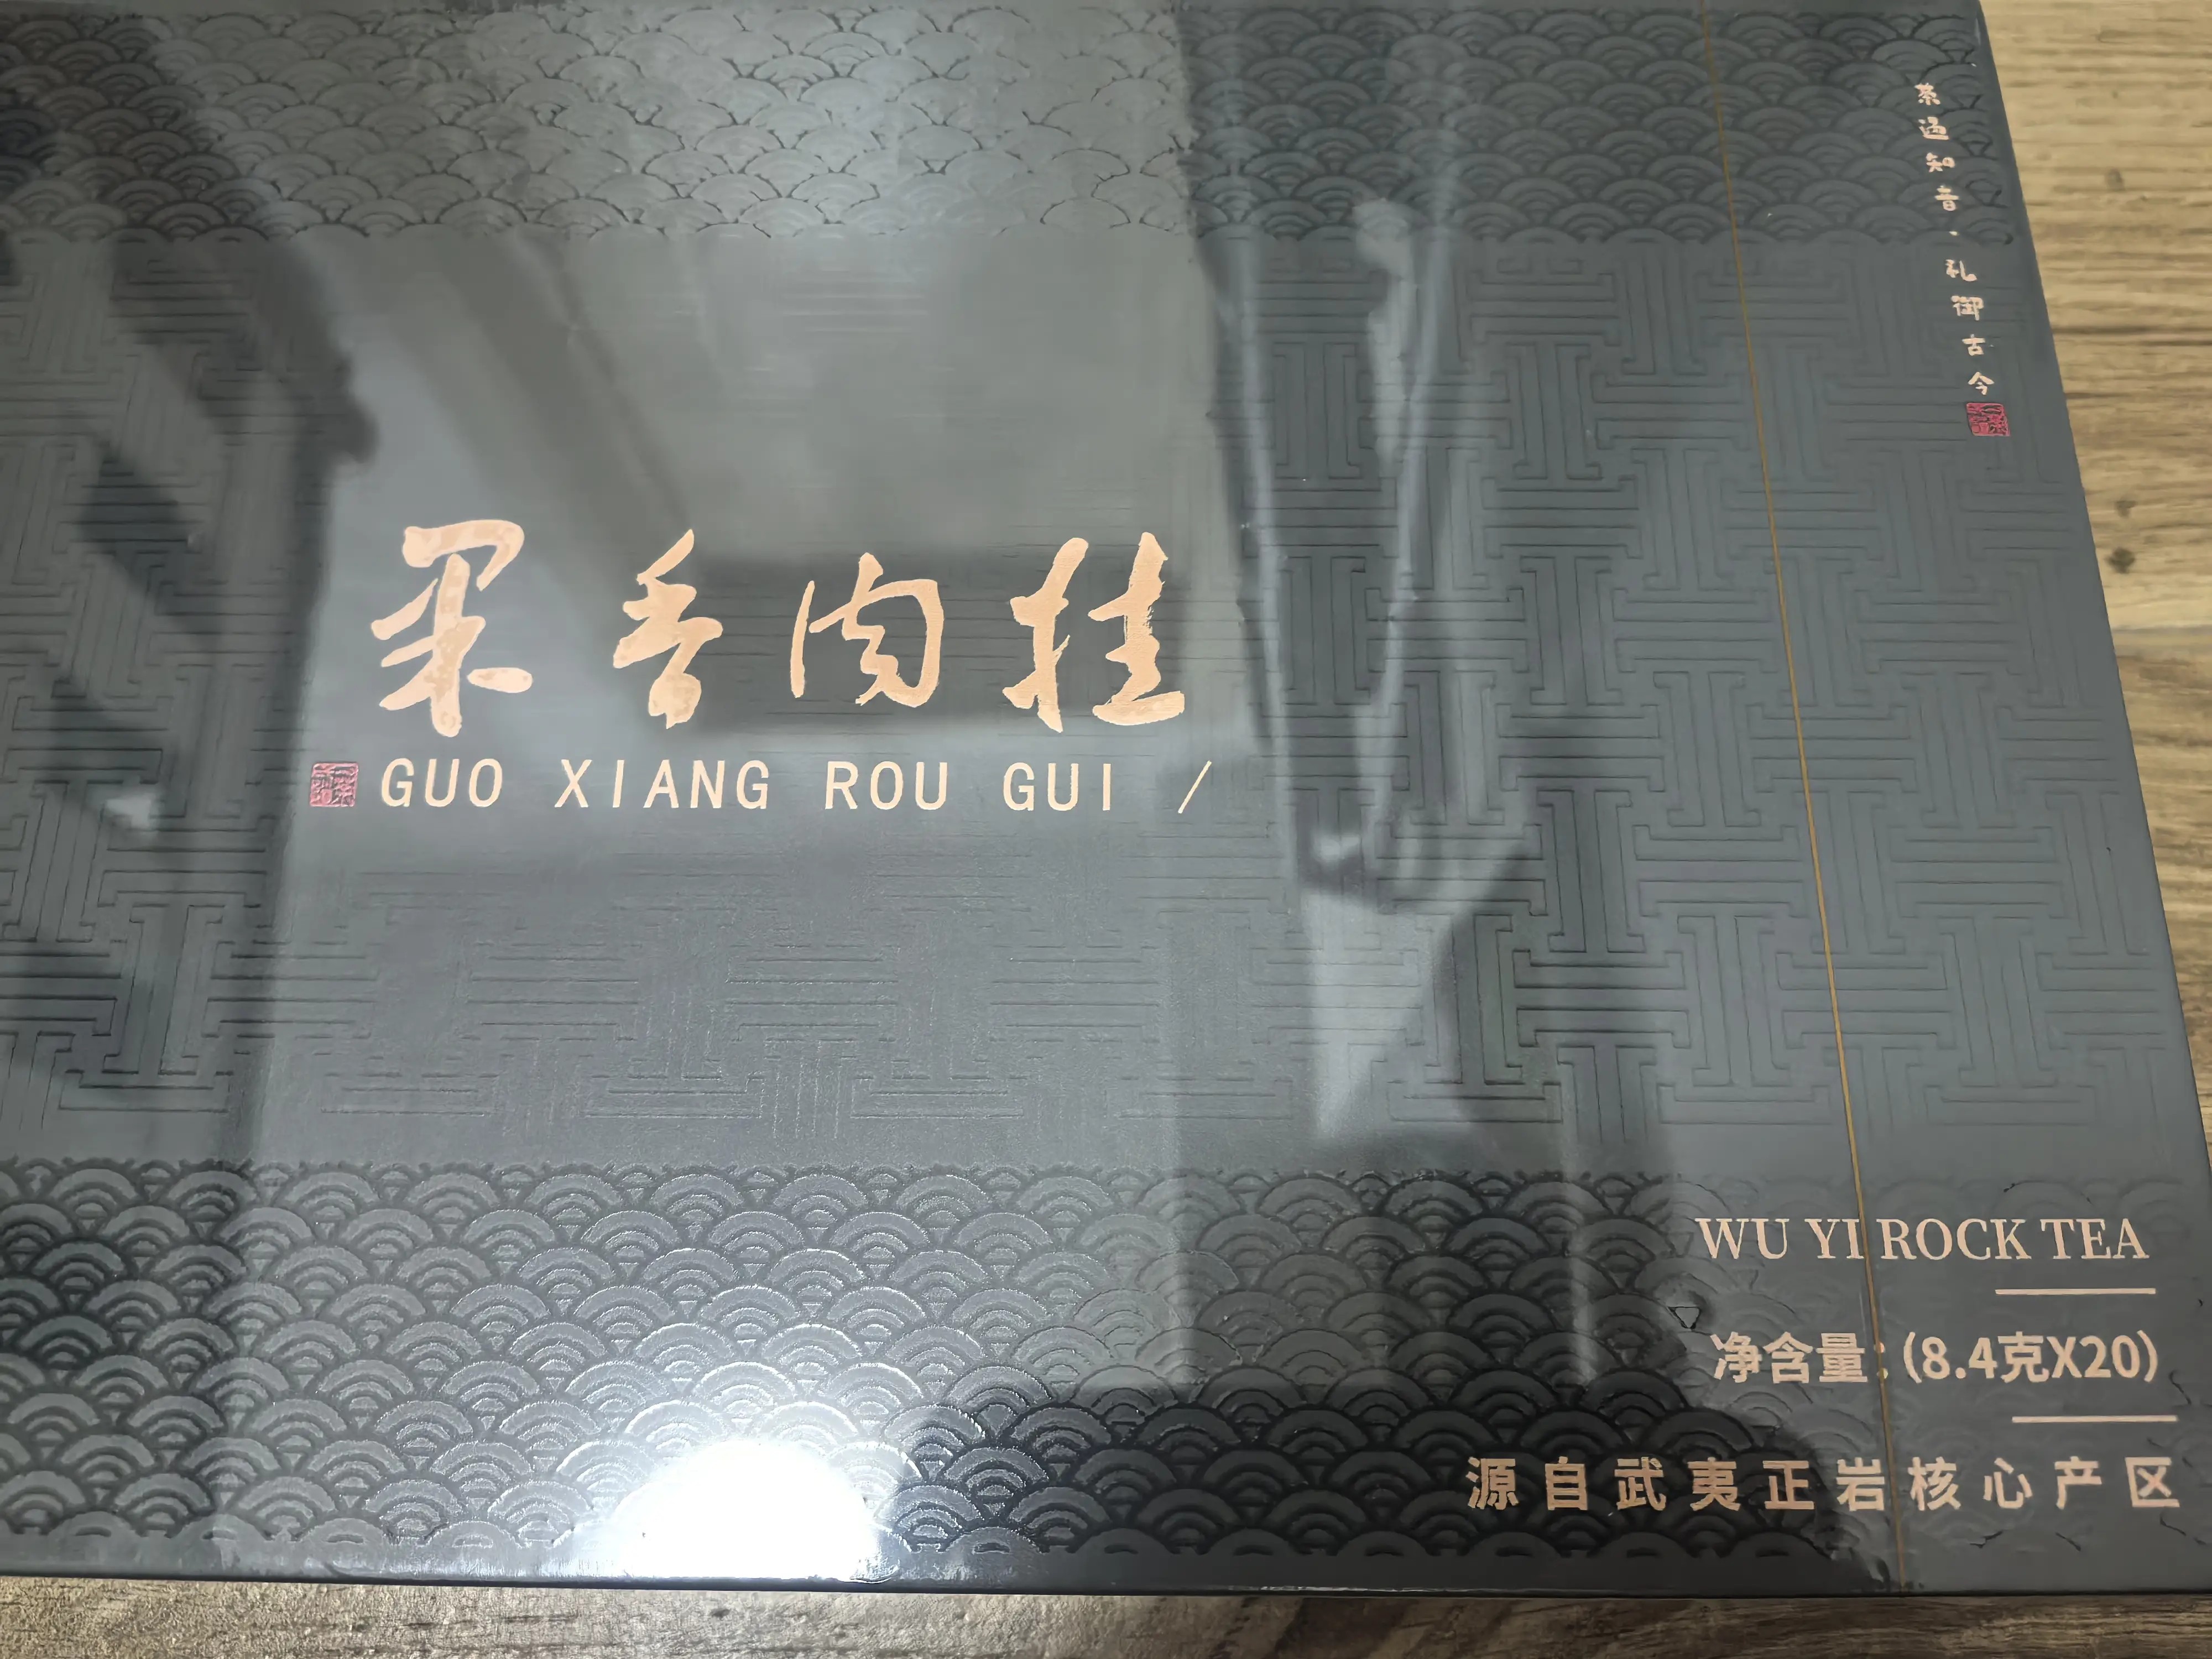 茶遇知音·礼御古今
果香肉桂
GUO XIANG ROU GUI /
WU YI ROCK TEA
净含量:(8.4克X20)
源自武夷正岩核心产区